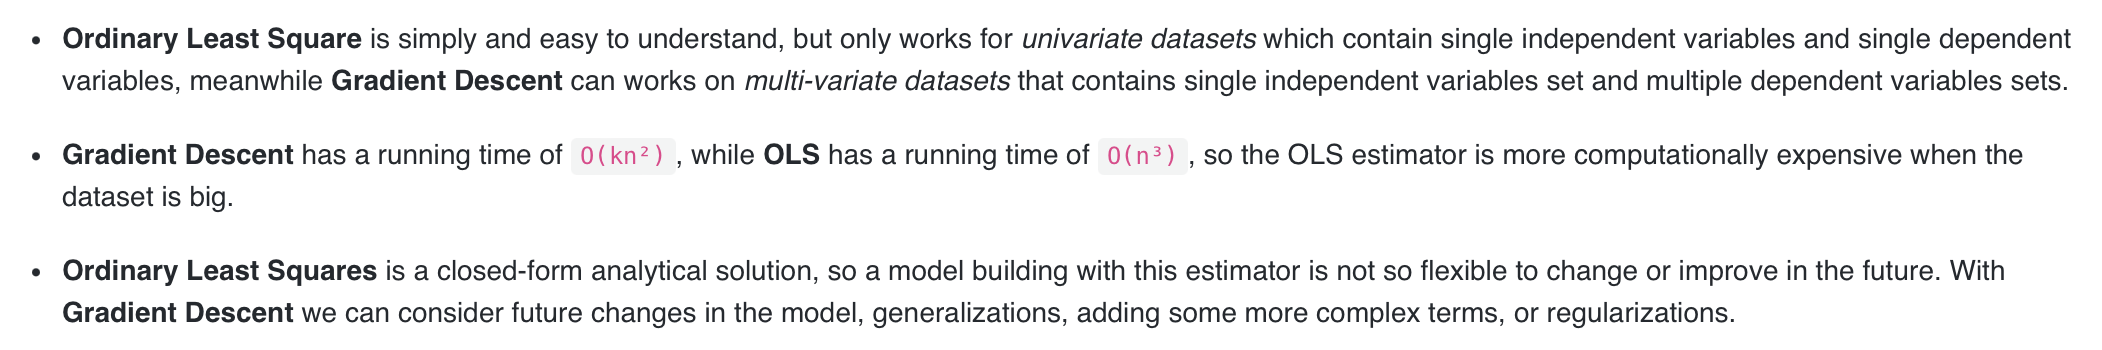 • Ordinary Least Square is simply and easy to understand, but only works for univariate datasets which contain single independent variables and single dependent
variables, meanwhile Gradient Descent can works on multi-variate datasets that contains single independent variables set and multiple dependent variables sets.
• Gradient Descent has a running time of O(kn²), while OLS has a running time of O(n³), so the OLS estimator is more computationally expensive when the
dataset is big.
• Ordinary Least Squares is a closed-form analytical solution, so a model building with this estimator is not so flexible to change or improve in the future. With
Gradient Descent we can consider future changes in the model, generalizations, adding some more complex terms, or regularizations.